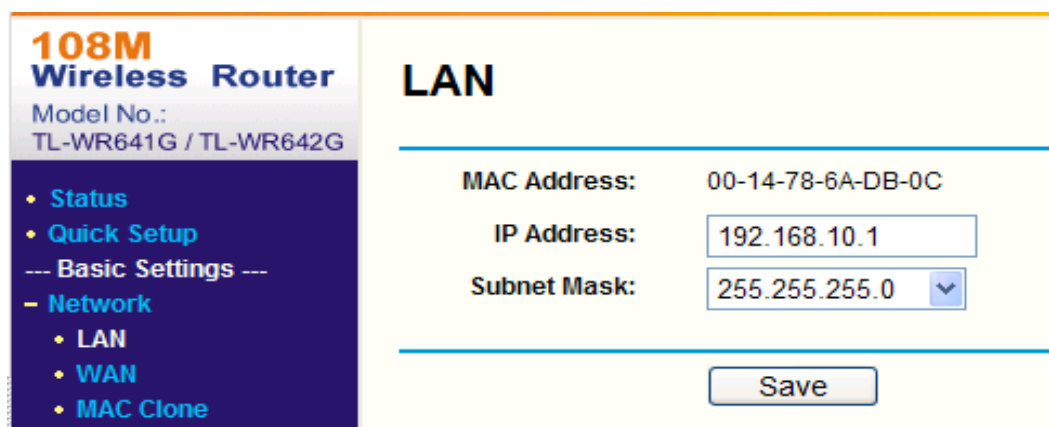 108M
Wireless Router
Model No.:
TL-WR641G / TL-WR642G
• Status
• Quick Setup
--- Basic Settings ---
– Network
• LAN
• WAN
• MAC Clone
LAN
MAC Address: 00-14-78-6A-DB-0C
IP Address: 192.168.10.1
Subnet Mask: 255.255.255.0
Save